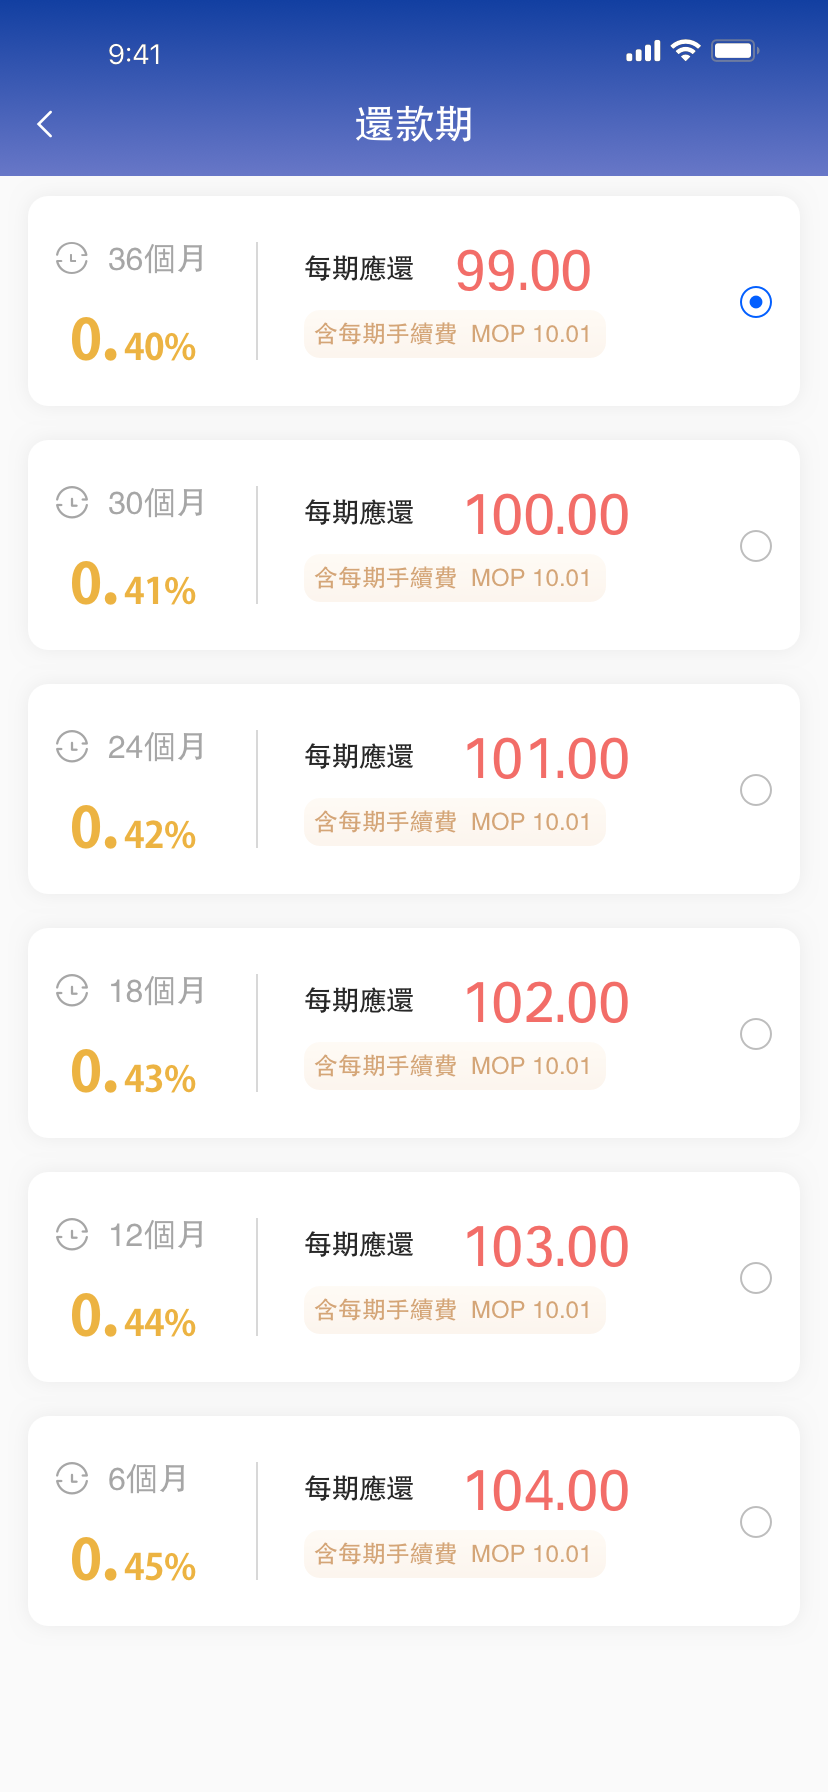 9:41
還款期
36個月
每期應還 99.00
0.40%
含每期手續費 MOP 10.01
30個月
每期應還 100.00
0.41%
含每期手續費 MOP 10.01
24個月
每期應還 101.00
0.42%
含每期手續費 MOP 10.01
18個月
每期應還 102.00
0.43%
含每期手續費 MOP 10.01
12個月
每期應還 103.00
0.44%
含每期手續費 MOP 10.01
6個月
每期應還 104.00
0.45%
含每期手續費 MOP 10.01